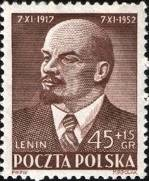 7·XI·1917 7·XI·1952
LENIN 45+15
GR
POCZTA POLSKA